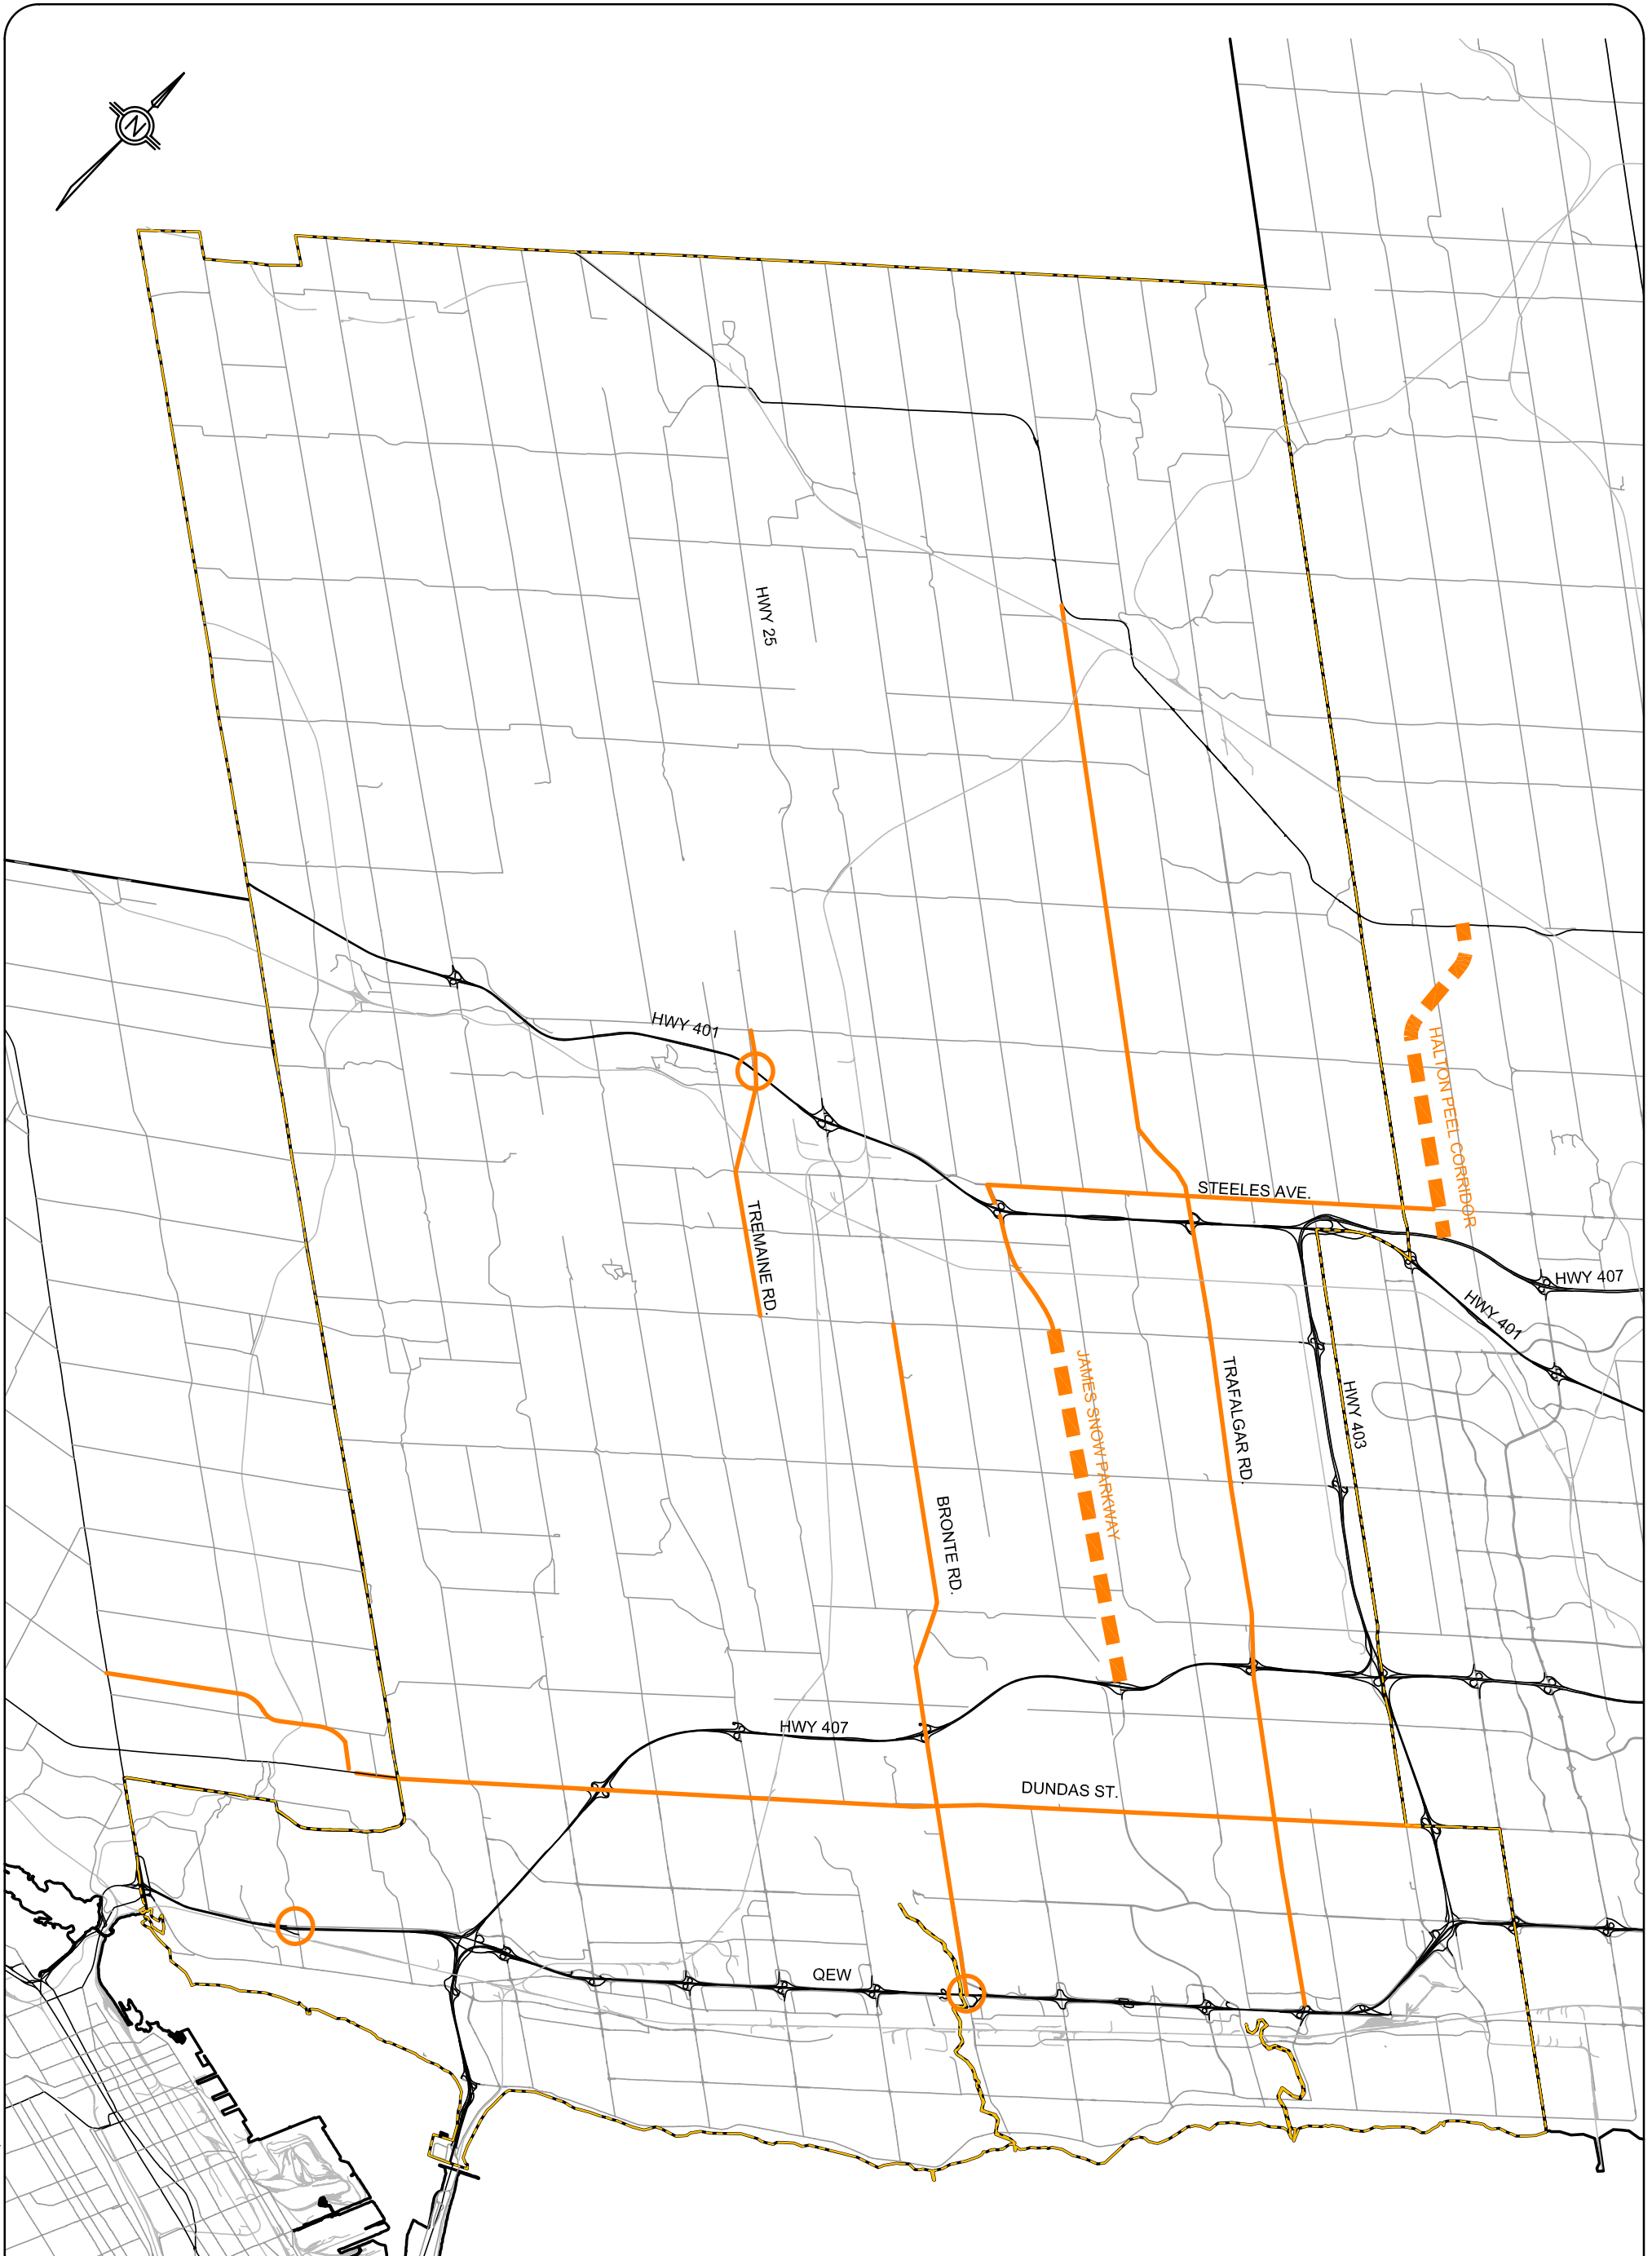 N
HWY 25
HWY 401
HALTON PEEL CORRIDOR
STEELES AVE.
TREMAINE RD.
HWY 407
HWY 401
JAMES SNOW PARKWAY
TRAFALGAR RD.
HWY 403
BRONTE RD.
HWY 407
DUNDAS ST.
QEW